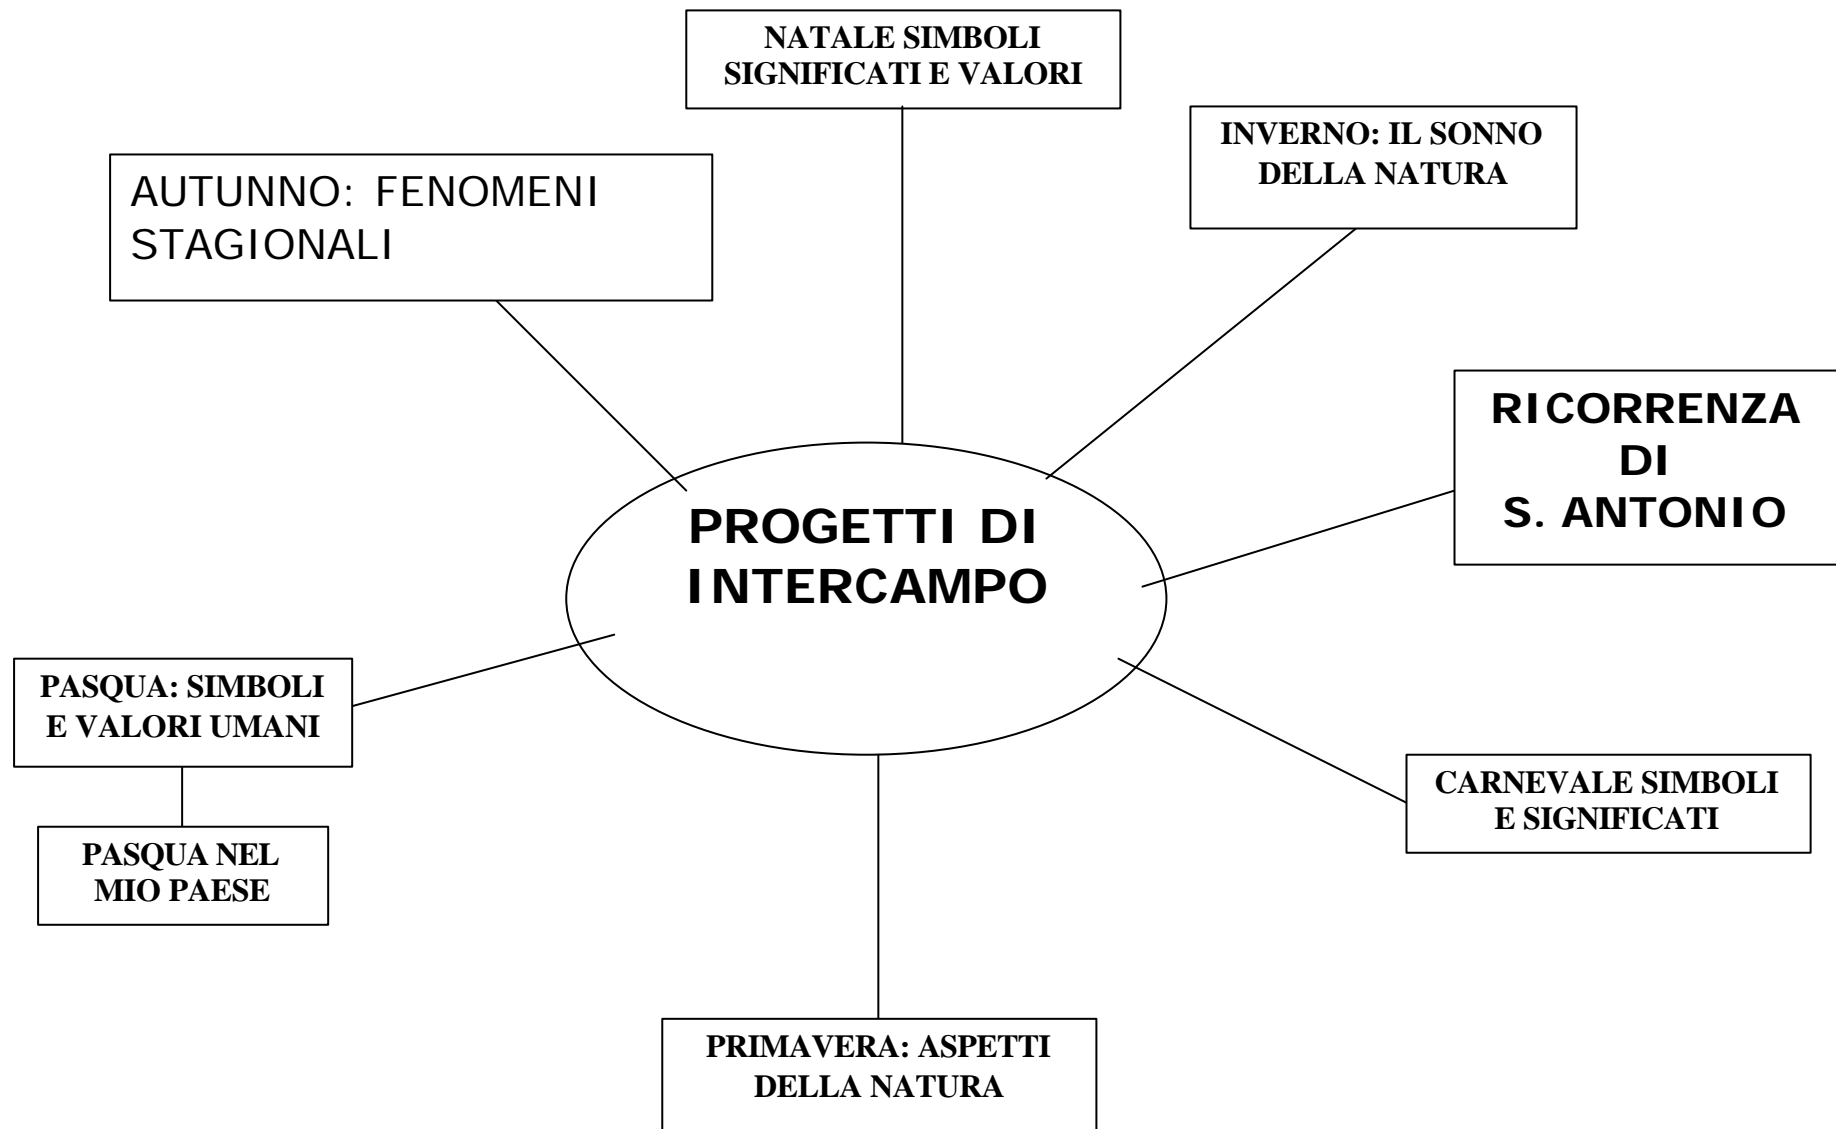 NATALE SIMBOLI
SIGNIFICATI E VALORI
INVERNO: IL SONNO
DELLA NATURA
AUTUNNO: FENOMENI
STAGIONALI
RICORRENZA
DI
S. ANTONIO
PROGETTI DI
INTERCAMPO
PASQUA: SIMBOLI
E VALORI UMANI
CARNEVALE SIMBOLI
E SIGNIFICATI
PASQUA NEL
MIO PAESE
PRIMAVERA: ASPETTI
DELLA NATURA